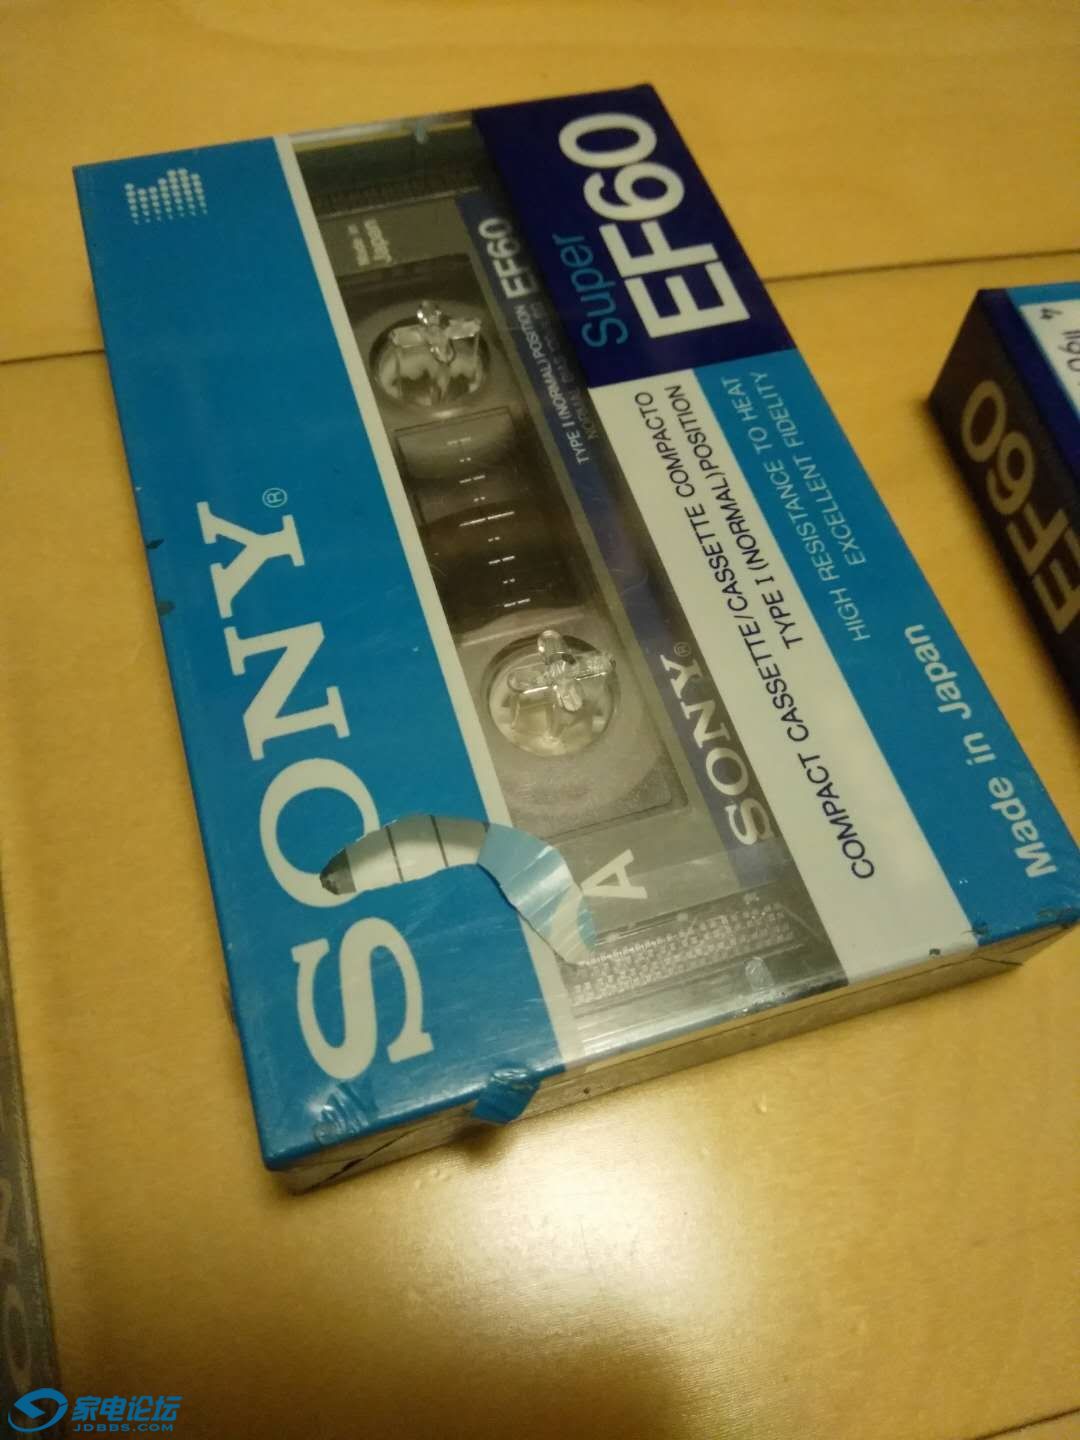 SONY®
Super
EF60
COMPACT CASSETTE/CASSETTE COMPACTO
TYPE I (NORMAL) POSITION
HIGH RESISTANCE TO HEAT
EXCELLENT FIDELITY
Made in Japan
A
SONY®
TYPE I (NORMAL) POSITION
EF60
Made in
Japan
EF60
家电论坛
JDBBS.COM